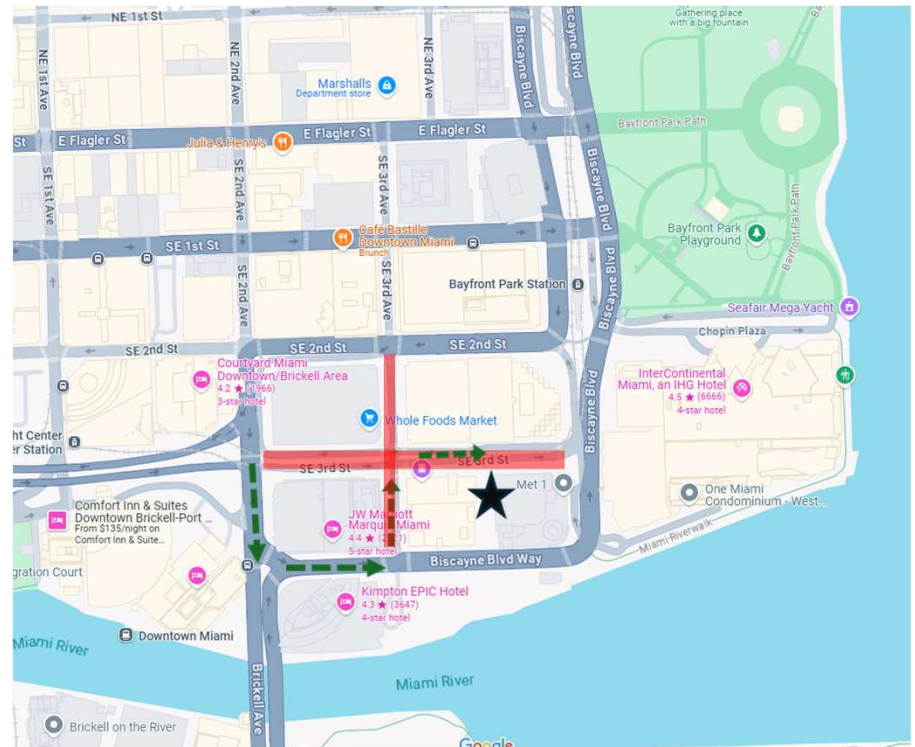 Gathering place
with a big fountain
NE 1st St
NE 1st Ave
NE 2nd Ave
NE 3rd Ave
Biscayne Blvd
Biscayne Blvd
Marshalls
Department store
E Flagler St
E Flagler St
E Flagler St
St
Julia & Henry's
Bayfront Park Path
Bayfront Park Path
Biscayne Blvd
SE 1st Ave
SE 2nd Ave
SE 3rd Ave
SE 1st St
Café Bastille
Downtown Miami
Brunch
Bayfront Park
Playground
Bayfront Park Station
Seafair Mega Yacht
Biscayne Blvd
Chopin Plaza
SE 2nd St
SE 2nd St
SE 2nd St
Courtyard Miami
Downtown/Brickell Area
4.2 ★ (1966)
3-star hotel
InterContinental
Miami, an IHG Hotel
4.5 ★ (6666)
4-star hotel
Whole Foods Market
Biscayne Blvd
ht Center
er Station
SE 3rd St
SE 3rd St
Met 1
One Miami
Condominium - West...
Comfort Inn & Suites
Downtown Brickell-Port ...
From $135/night on
Comfort Inn & Suite...
JW Marriott
Marquis Miami
4.4 ★
5-star hotel
Miami Riverwalk
gration Court
Biscayne Blvd Way
Kimpton EPIC Hotel
4.3 ★ (3647)
4-star hotel
Downtown Miami
Miami River
Brickell Ave
Miami River
Brickell on the River
Google